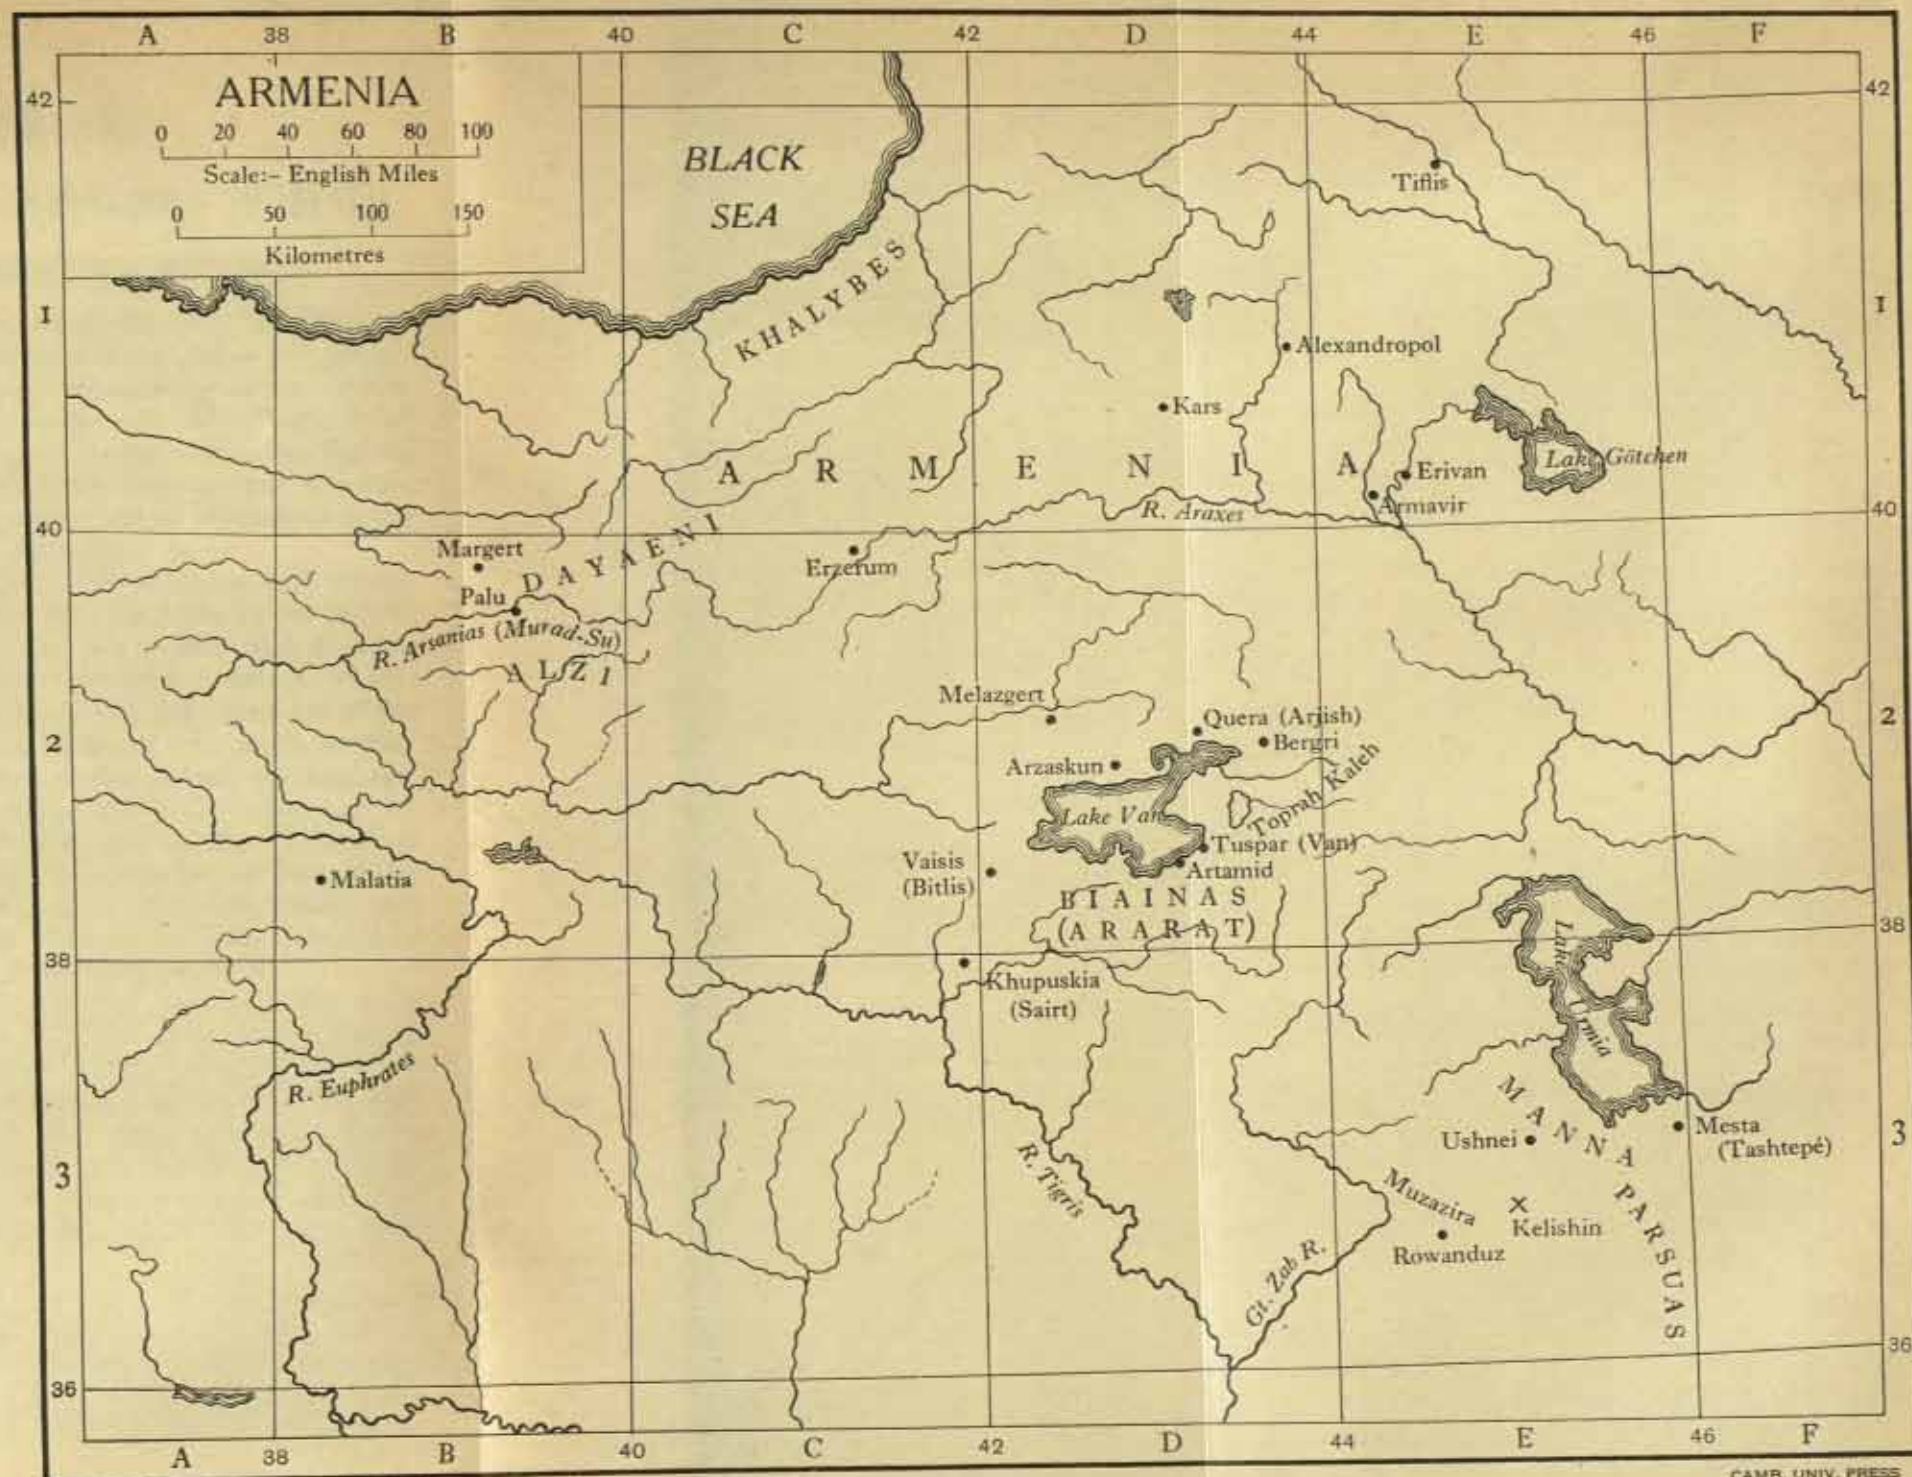 A 38 B 40 C 42 D 44 E 46 F
ARMENIA
0 20 40 60 80 100
Scale:- English Miles
0 50 100 150
Kilometres
42
42
BLACK
SEA
Tiflis
KHALYBES
I
I
Alexandropol
Kars
ARMENIA
Lake Götchen
Erivan
Armavir
R. Araxes
40
40
Margert
DAYAENI
Erzerum
Palu
R. Arsanias (Murad-Su)
ALZI
Melazgert
Quera (Arjish)
Bergri
2
2
Arzaskun
Toprah Kaleh
Lake Van
Tuspar (Van)
Vaisis
(Bitlis)
Artamid
Malatia
BIAINAS
(ARARAT)
38
38
Lake Urmia
Khupuskia
(Sairt)
R. Euphrates
MANNA
Mesta
(Tashtepé)
Ushnei
3
3
R. Tigris
Muzazira
PARSUAS
Kelishin
Rowanduz
Gt. Zab R.
36
36
A 38 B 40 C 42 D 44 E 46 F
CAMB. UNIV. PRESS